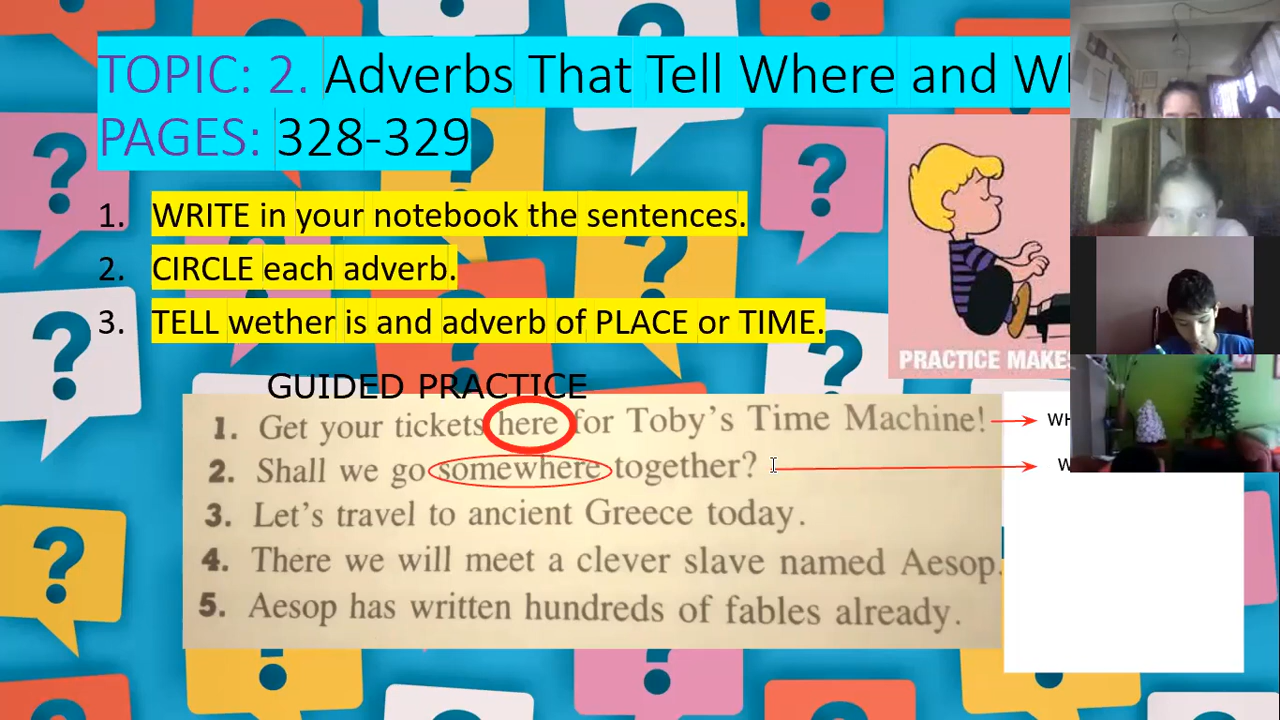 TOPIC: 2. Adverbs That Tell Where and
PAGES: 328-329
1. WRITE in your notebook the sentences.
2. CIRCLE each adverb.
3. TELL wether is and adverb of PLACE or TIME.
PRACTICE MAKES
GUIDED PRACTICE
1. Get your tickets here for Toby's Time Machine!
2. Shall we go somewhere together?
3. Let's travel to ancient Greece today.
4. There we will meet a clever slave named Aesop.
5. Aesop has written hundreds of fables already.